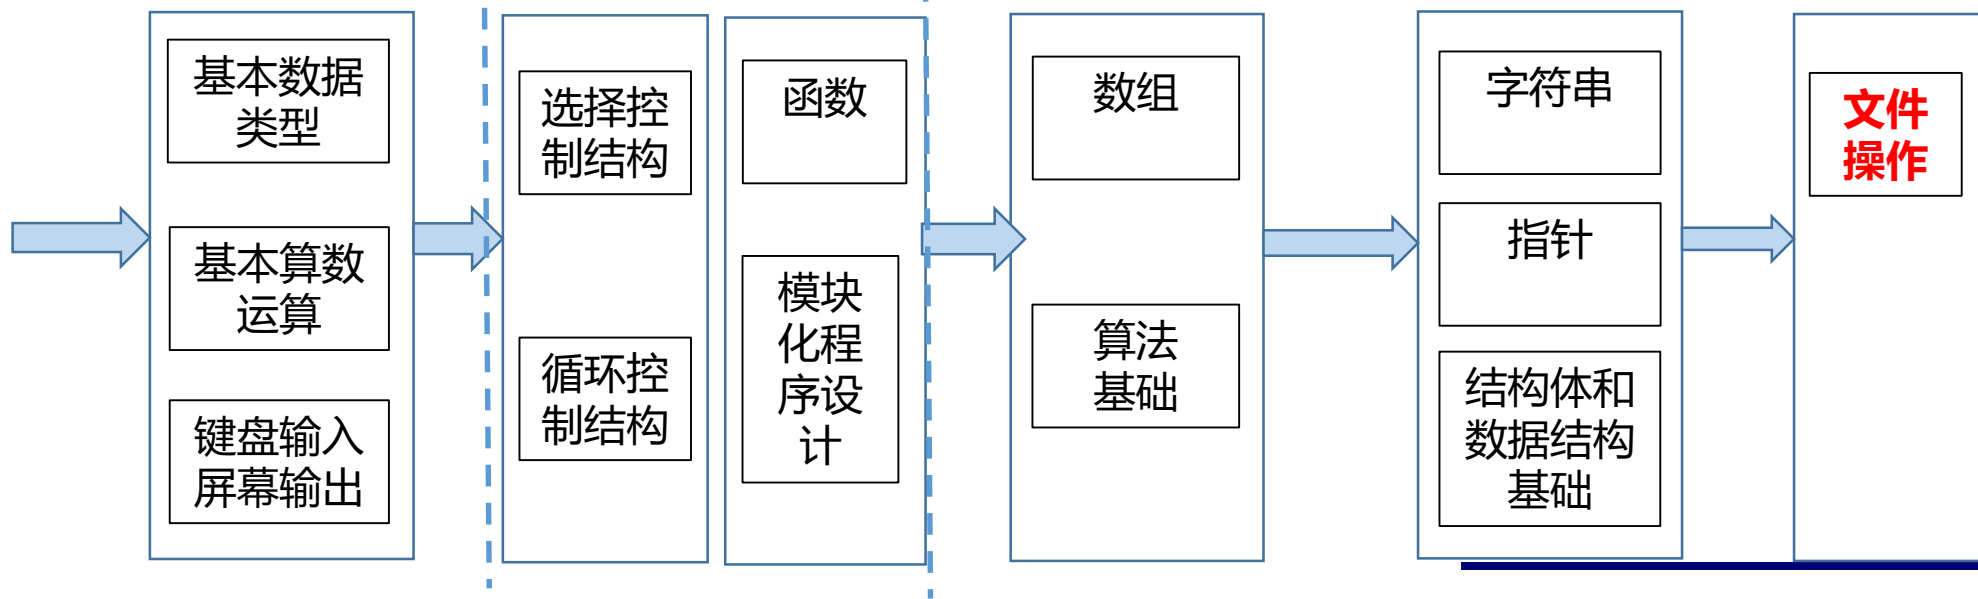 基本数据
类型
基本算数
运算
键盘输入
屏幕输出
选择控
制结构
循环控
制结构
函数
模块
化程
序设
计
数组
算法
基础
字符串
指针
结构体和
数据结构
基础
文件
操作